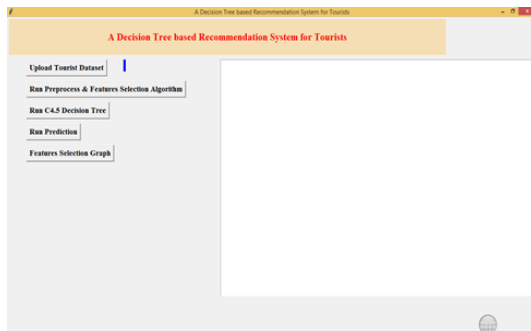 A Decision Tree based Recommendation System for Tourists
A Decision Tree based Recommendation System for Tourists
Upload Tourist Dataset
Run Preprocess & Features Selection Algorithm
Run C4.5 Decision Tree
Run Prediction
Features Selection Graph